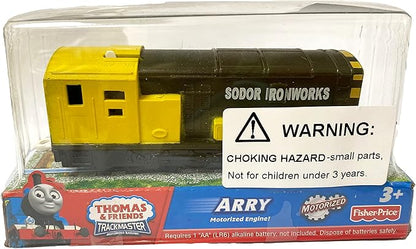 SODOR IRONWORKS
WARNING:
CHOKING HAZARD-small parts,
Not for children under 3 years.
THOMAS
& FRIENDS
TRACKMASTER
ARRY
Motorized Engine!
MOTORIZED
3+
Fisher-Price
Requires 1 "AA" (LR6) alkaline battery, not included. Dispose of batteries safely.